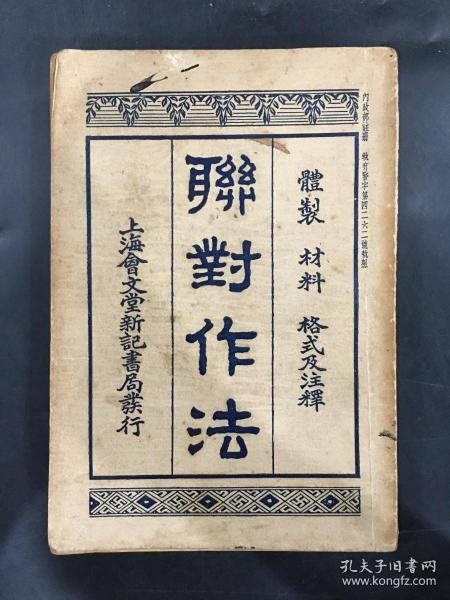 內政部註冊 執有警字第四二六二號執照
體製 材料 格式及注釋
聯對作法
上海會文堂新記書局發行
孔夫子旧书网
www.kongfz.com